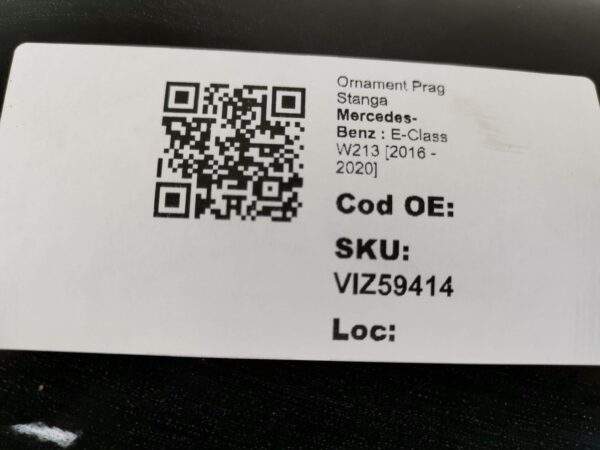 Ornament Prag
Stanga
Mercedes-
Benz : E-Class
W213 [2016 -
2020]
Cod OE:
SKU:
VIZ59414
Loc: